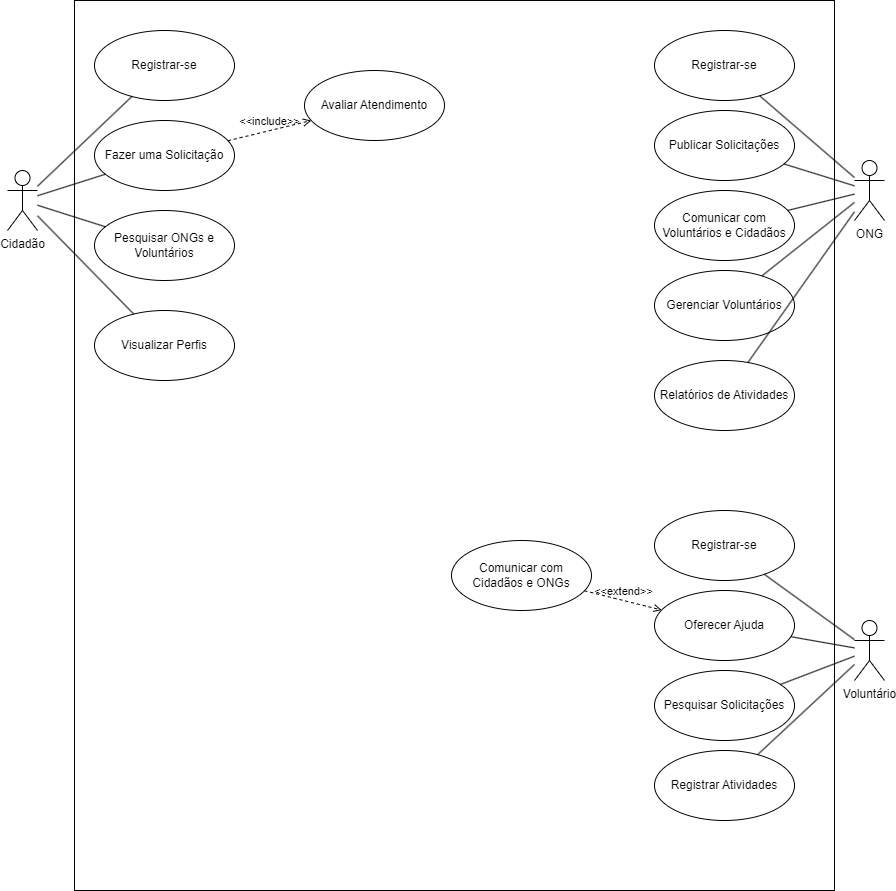 Registrar-se
Avaliar Atendimento
<<include>>
Fazer uma Solicitação
Cidadão
Pesquisar ONGs e
Voluntários
Visualizar Perfis
Registrar-se
Publicar Solicitações
Comunicar com
Voluntários e Cidadãos
ONG
Gerenciar Voluntários
Relatórios de Atividades
Registrar-se
Comunicar com
Cidadãos e ONGs
<<extend>>
Oferecer Ajuda
Voluntário
Pesquisar Solicitações
Registrar Atividades